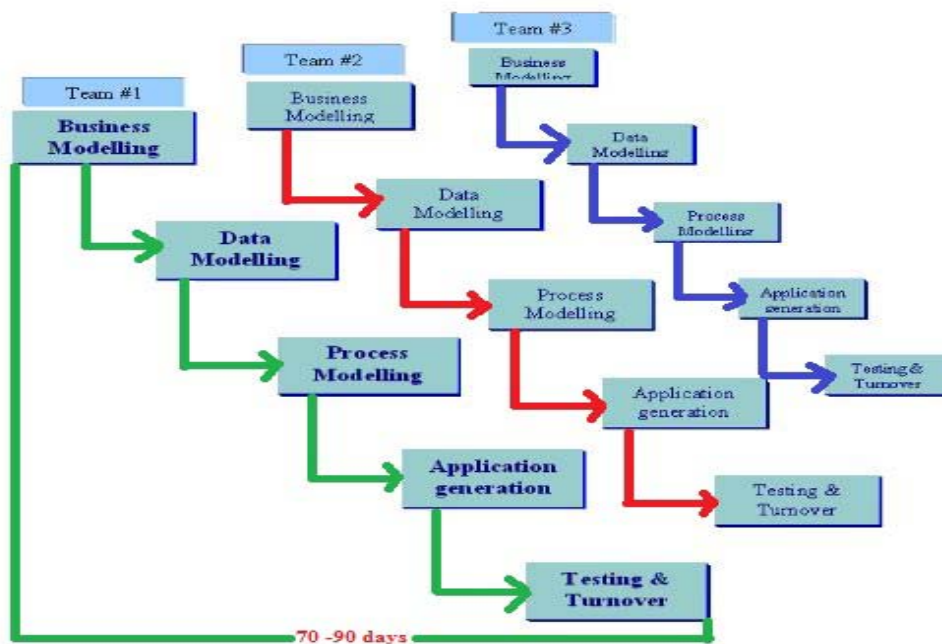 Team #1
Business
Modelling
Data
Modelling
Process
Modelling
Application
generation
Testing &
Turnover
70 -90 days
Team #2
Business
Modelling
Data
Modelling
Process
Modelling
Application
generation
Testing &
Turnover
Team #3
Business
Modelling
Data
Modelling
Process
Modelling
Application
generation
Testing &
Turnover